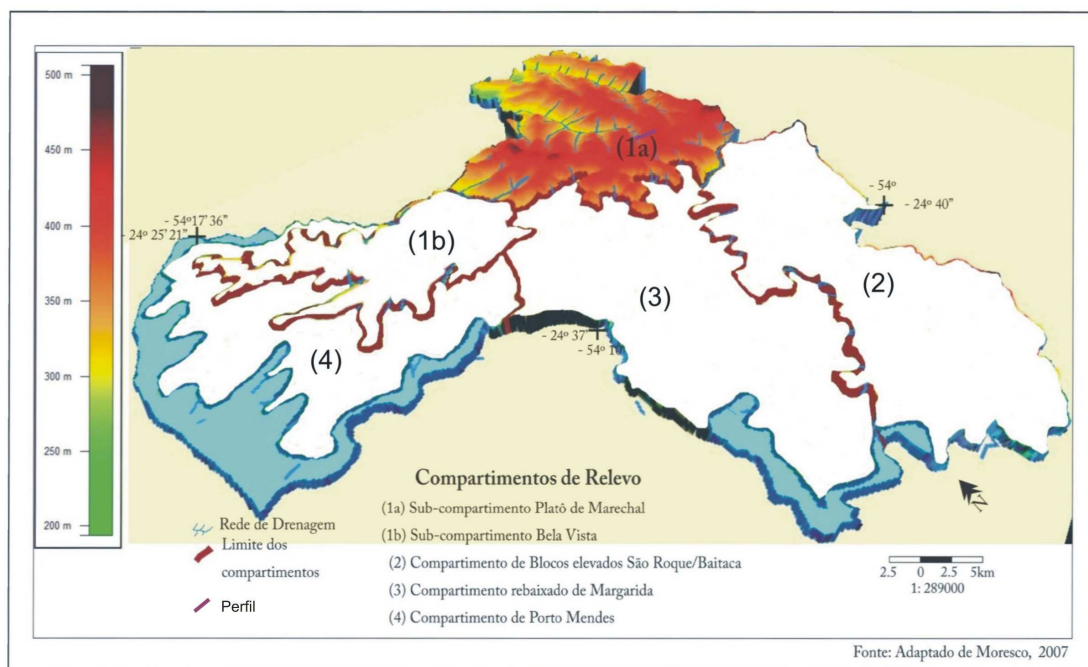 500 m
450 m
400 m
350 m
300 m
250 m
200 m
(1a)
- 54º
- 24º 40”
- 54º17’ 36”
24º 25’ 21”
(1b)
(2)
(3)
- 24º 37’
- 54º 10’
(4)
N
Compartimentos de Relevo
(1a) Sub-compartimento Platô de Marechal
(1b) Sub-compartimento Bela Vista
(2) Compartimento de Blocos elevados São Roque/Baitaca
(3) Compartimento rebaixado de Margarida
(4) Compartimento de Porto Mendes
Rede de Drenagem
Limite dos
compartimentos
Perfil
2.5 0 2.5 5km
1: 289000
Fonte: Adaptado de Moresco, 2007